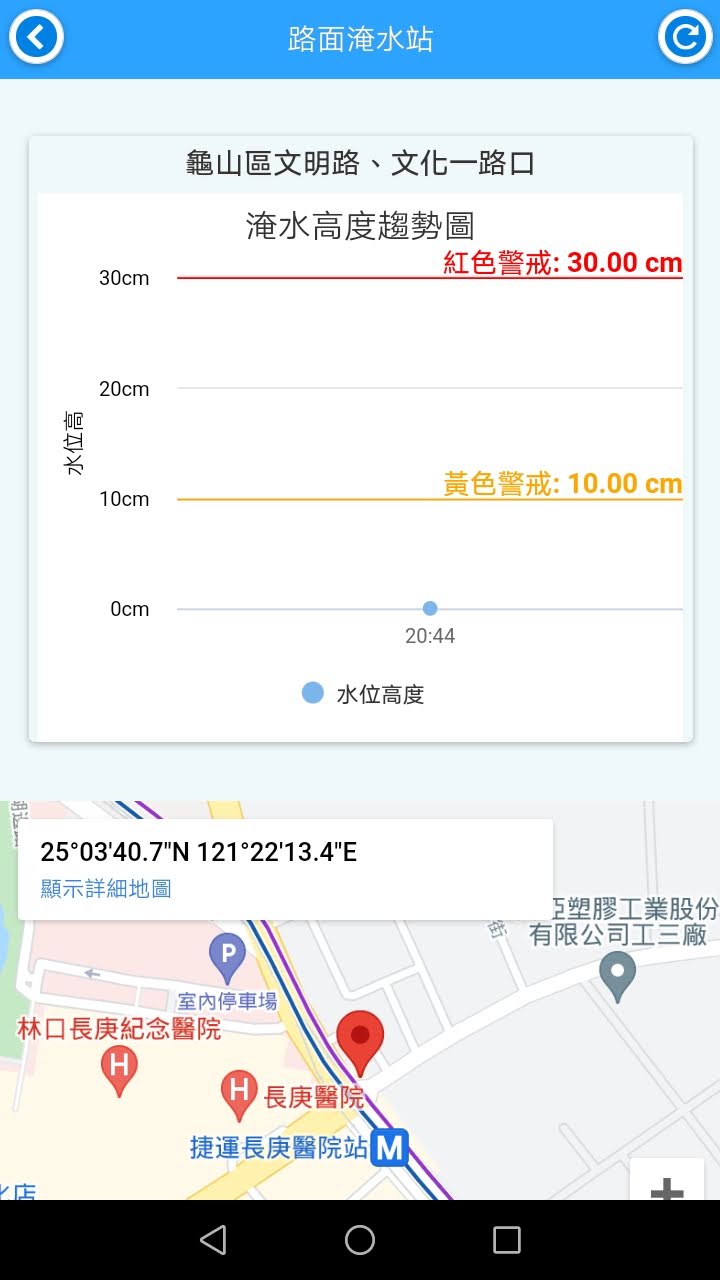 路面淹水站
龜山區文明路、文化一路口
淹水高度趨勢圖
紅色警戒: 30.00 cm
30cm
20cm
水位高
黃色警戒: 10.00 cm
10cm
0cm
20:44
水位高度
25°03'40.7"N 121°22'13.4"E
顯示詳細地圖
塑膠工業股份
有限公司工三廠
街
P
室內停車場
林口長庚紀念醫院
H
H
長庚醫院
捷運長庚醫院站
M
店